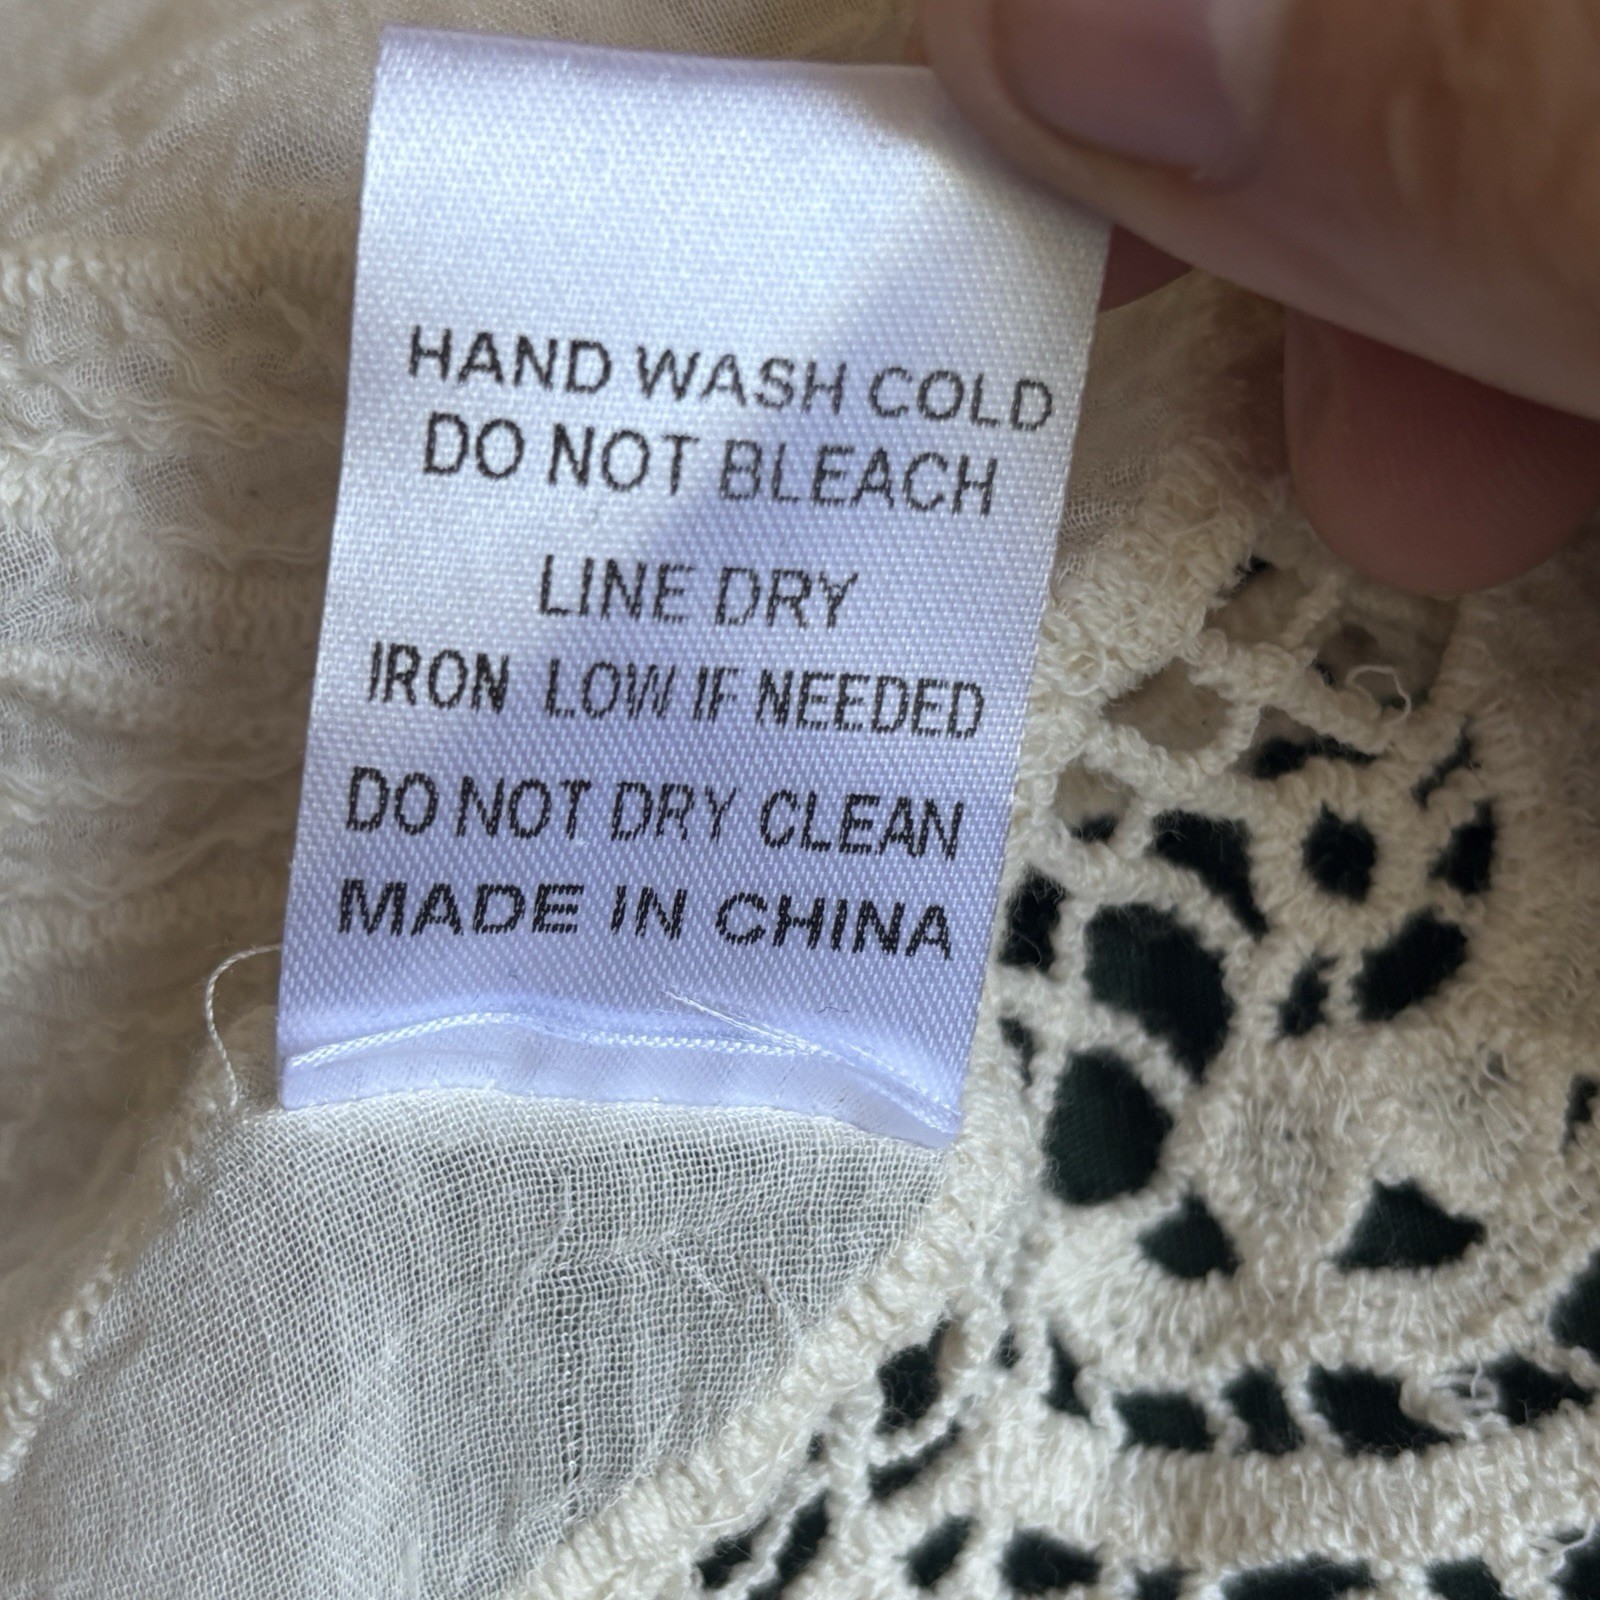 HAND WASH COLD
DO NOT BLEACH
LINE DRY
IRON LOW IF NEEDED
DO NOT DRY CLEAN
MADE IN CHINA